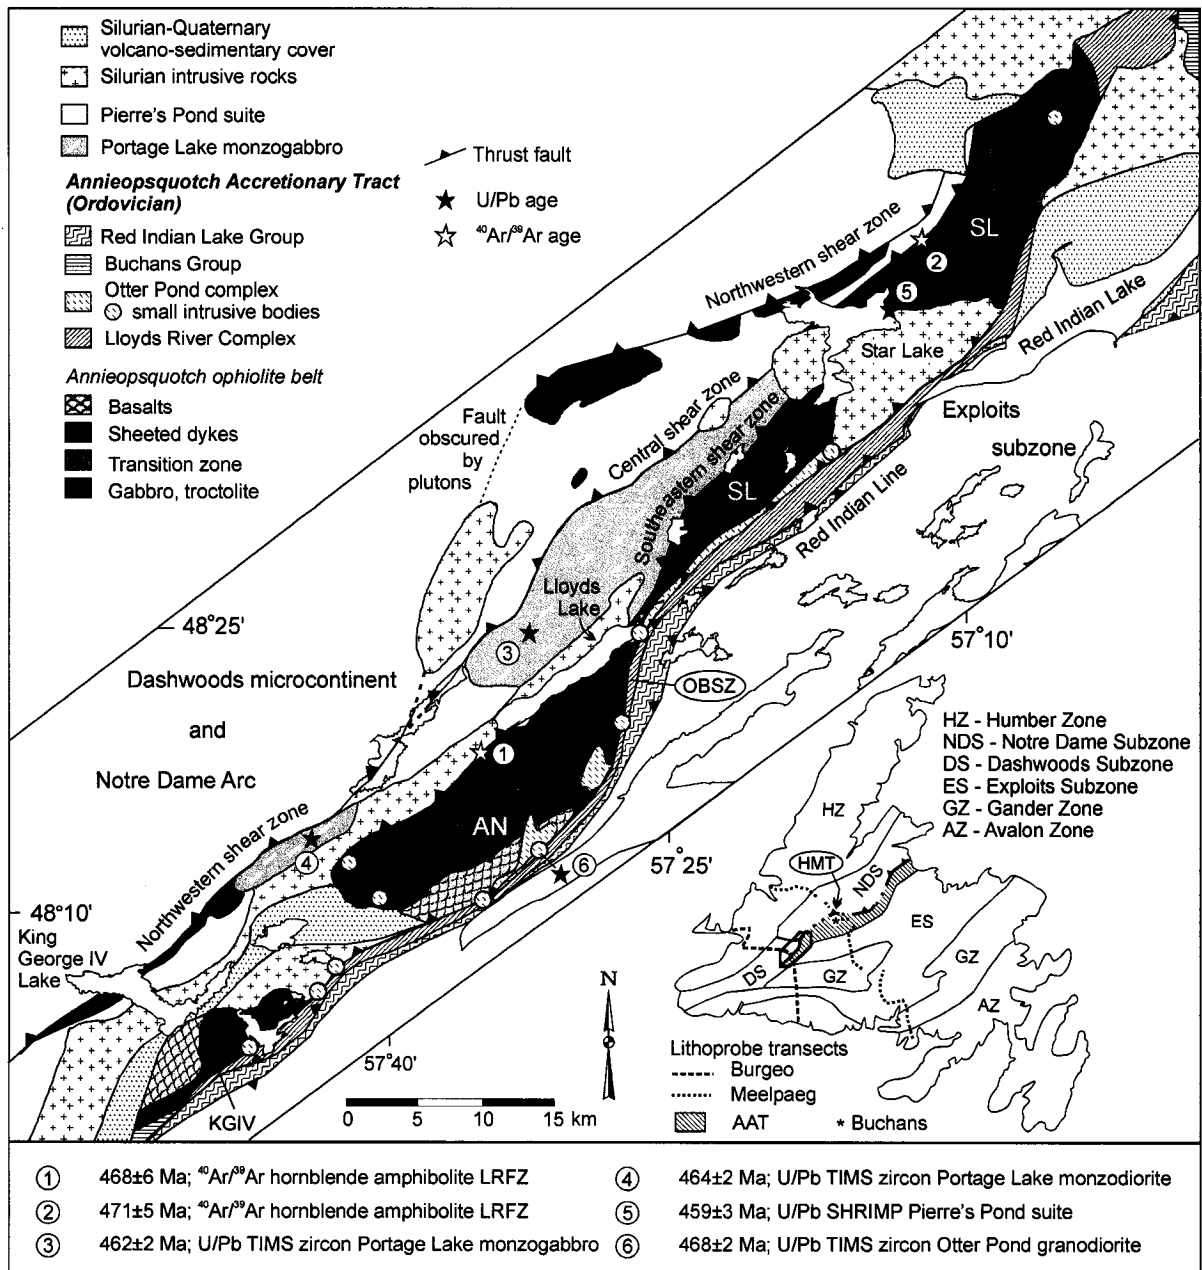 Silurian-Quaternary
volcano-sedimentary cover
Silurian intrusive rocks
Pierre's Pond suite
Portage Lake monzogabbro
Annieopsquotch Accretionary Tract
(Ordovician)
Red Indian Lake Group
Buchans Group
Otter Pond complex
small intrusive bodies
Lloyds River Complex
Annieopsquotch ophiolite belt
Basalts
Sheeted dykes
Transition zone
Gabbro, troctolite
Thrust fault
U/Pb age
⁴⁰Ar/³⁹Ar age
Northwestern shear zone
SL
2
5
Star Lake
Red Indian Lake
Fault
obscured
by
plutons
Central shear zone
Southeastern shear zone
SL
Exploits
subzone
Red Indian Line
Lloyds
Lake
48°25'
3
57°10'
Dashwoods microcontinent
and
Notre Dame Arc
OBSZ
1
AN
Northwestern shear zone
4
6
57°25'
48°10'
King
George IV
Lake
57°40'
KGIV
N
0 5 10 15 km
HZ - Humber Zone
NDS - Notre Dame Subzone
DS - Dashwoods Subzone
ES - Exploits Subzone
GZ - Gander Zone
AZ - Avalon Zone
HZ
HMT
NDS
ES
DS
GZ
GZ
AZ
Lithoprobe transects
Burgeo
Meelpaeg
AAT
* Buchans
1 468±6 Ma; ⁴⁰Ar/³⁹Ar hornblende amphibolite LRFZ
2 471±5 Ma; ⁴⁰Ar/³⁹Ar hornblende amphibolite LRFZ
3 462±2 Ma; U/Pb TIMS zircon Portage Lake monzogabbro
4 464±2 Ma; U/Pb TIMS zircon Portage Lake monzodiorite
5 459±3 Ma; U/Pb SHRIMP Pierre's Pond suite
6 468±2 Ma; U/Pb TIMS zircon Otter Pond granodiorite